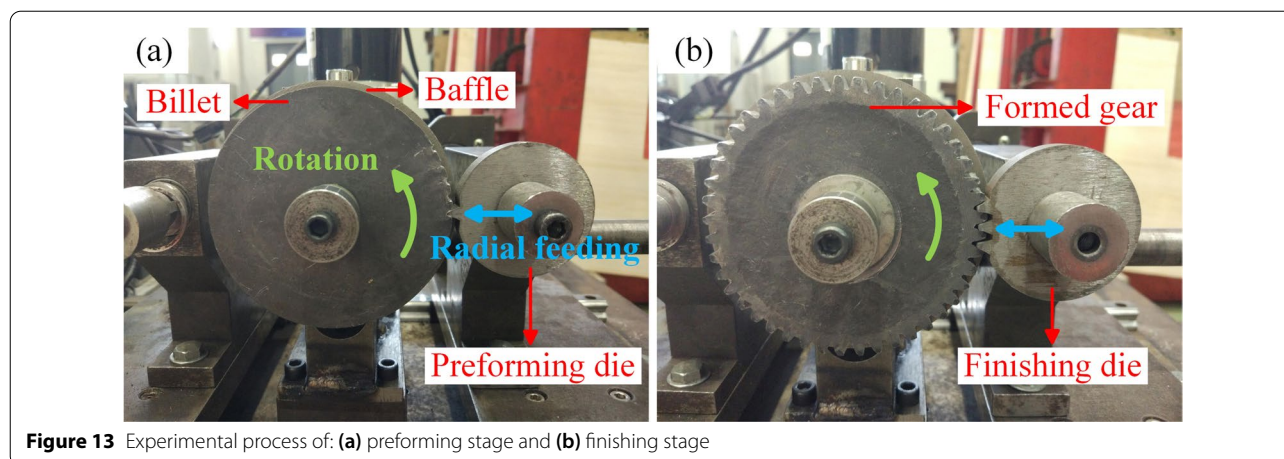 (a)
Billet
Baffle
Rotation
Radial feeding
Preforming die
(b)
Formed gear
Finishing die
Figure 13 Experimental process of: (a) preforming stage and (b) finishing stage